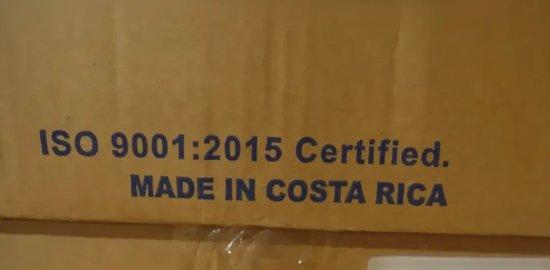 ISO 9001:2015 Certified.
MADE IN COSTA RICA